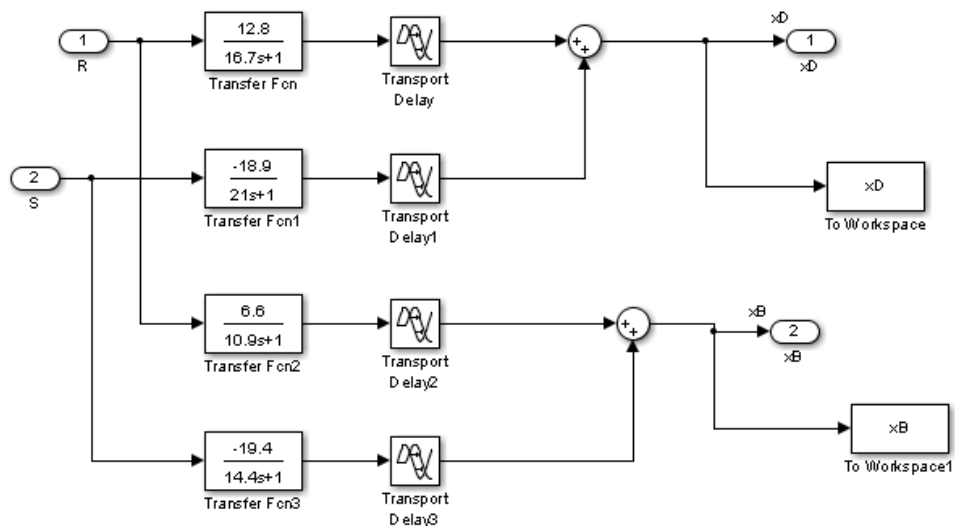 1
R
12.8
16.7s+1
Transfer Fcn
Transport
Delay
+
+
xD
1
xD
2
S
-18.9
21s+1
Transfer Fcn1
Transport
Delay1
xD
To Workspace
6.6
10.9s+1
Transfer Fcn2
Transport
Delay2
+
+
xB
2
xB
-19.4
14.4s+1
Transfer Fcn3
Transport
Delay3
xB
To Workspace1